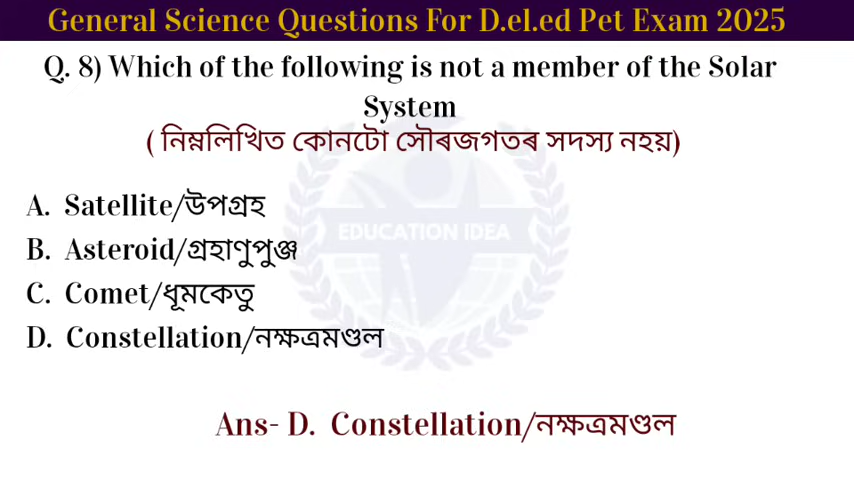 General Science Questions For D.el.ed Pet Exam 2025
Q. 8) Which of the following is not a member of the Solar
System
( নিম্নলিখিত কোনটো সৌৰজগতৰ সদস্য নহয়)
A. Satellite/উপগ্ৰহ
EDUCATION IDEA
B. Asteroid/গ্ৰহাণুপুঞ্জ
C. Comet/ধূমকেতু
D. Constellation/নক্ষত্ৰমণ্ডল
Ans- D. Constellation/নক্ষত্ৰমণ্ডল